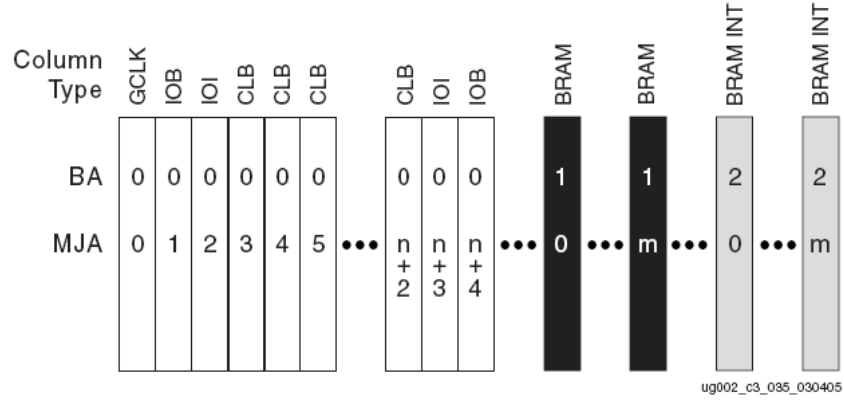 Column Type GCLK IOB IOI CLB CLB CLB CLB IOI IOB BRAM BRAM BRAM INT BRAM INT
BA 0 0 0 0 0 0 0 0 0 1 1 2 2
MJA 0 1 2 3 4 5 ••• n+2 n+3 n+4 ••• 0 ••• m ••• 0 ••• m
ug002_c3_035_030405